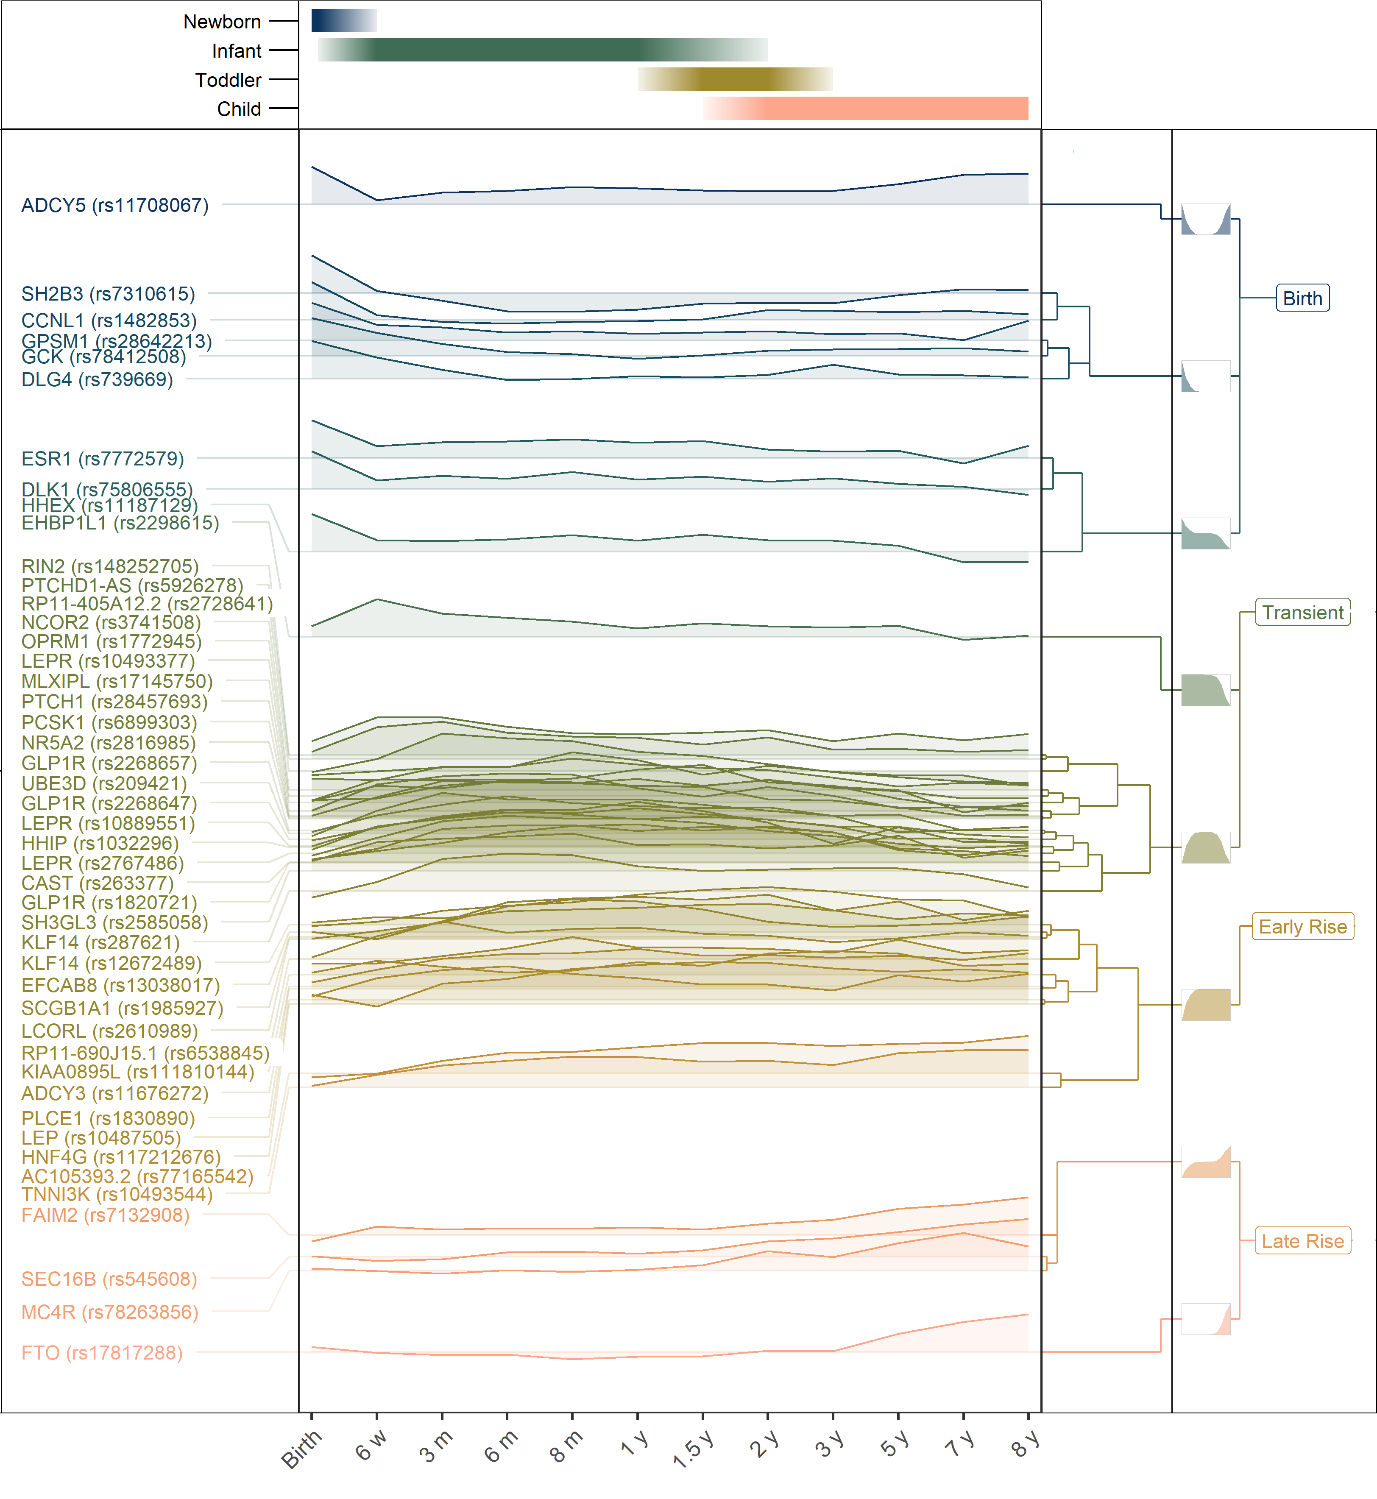 Newborn
Infant
Toddler
Child
ADCY5 (rs11708067)
SH2B3 (rs7310615)
CCNL1 (rs1482853)
GPSM1 (rs28642213)
GCK (rs78412508)
DLG4 (rs739669)
ESR1 (rs7772579)
DLK1 (rs75806555)
HHEX (rs11187129)
EHBP1L1 (rs2298615)
RIN2 (rs148252705)
PTCHD1-AS (rs5926278)
RP11-405A12.2 (rs2728641)
NCOR2 (rs3741508)
OPRM1 (rs1772945)
LEPR (rs10493377)
MLXIPL (rs17145750)
PTCH1 (rs28457693)
PCSK1 (rs6899303)
NR5A2 (rs2816985)
GLP1R (rs2268657)
UBE3D (rs209421)
GLP1R (rs2268647)
LEPR (rs10889551)
HHIP (rs1032296)
LEPR (rs2767486)
CAST (rs263377)
GLP1R (rs1820721)
SH3GL3 (rs2585058)
KLF14 (rs287621)
KLF14 (rs12672489)
EFCAB8 (rs13038017)
SCGB1A1 (rs1985927)
LCORL (rs2610989)
RP11-690J15.1 (rs6538845)
KIAA0895L (rs111810144)
ADCY3 (rs11676272)
PLCE1 (rs1830890)
LEP (rs10487505)
HNF4G (rs117212676)
AC105393.2 (rs77165542)
TNNI3K (rs10493544)
FAIM2 (rs7132908)
SEC16B (rs545608)
MC4R (rs78263856)
FTO (rs17817288)
Birth
Transient
Early Rise
Late Rise
Birth
6 w
3 m
6 m
8 m
1 y
1.5 y
2 y
3 y
5 y
7 y
8 y